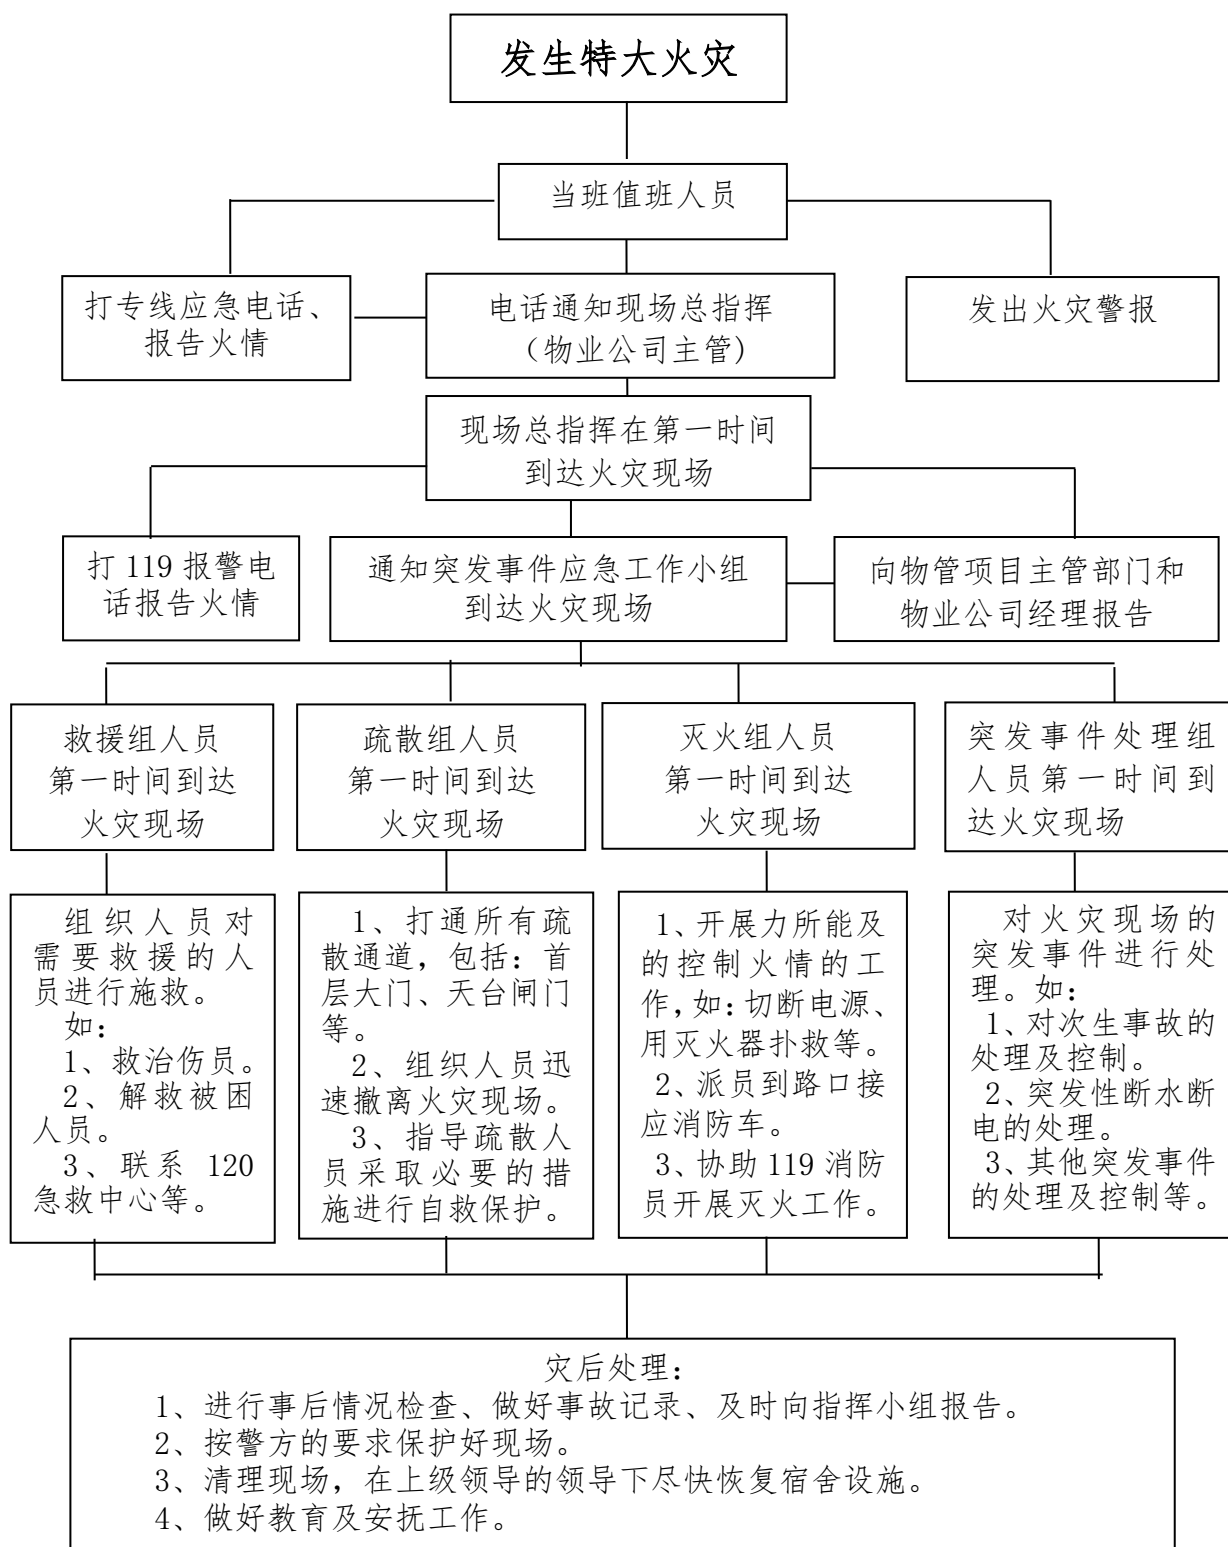 发生特大火灾
当班值班人员
打专线应急电话、
报告火情
电话通知现场总指挥
（物业公司主管）
发出火灾警报
现场总指挥在第一时间
到达火灾现场
打 119 报警电
话报告火情
通知突发事件应急工作小组
到达火灾现场
向物管项目主管部门和
物业公司经理报告
救援组人员
第一时间到达
火灾现场
疏散组人员
第一时间到达
火灾现场
灭火组人员
第一时间到达
火灾现场
突发事件处理组
人员第一时间到
达火灾现场
组织人员对
需要救援的人
员进行施救。
如：
1、救治伤员。
2、解救被困
人员。
3、联系 120
急救中心等。
1、打通所有疏
散通道，包括：首
层大门、天台闸门
等。
2、组织人员迅
速撤离火灾现场。
3、指导疏散人
员采取必要的措
施进行自救保护。
1、开展力所能及
的控制火情的工
作，如：切断电源、
用灭火器扑救等。
2、派员到路口接
应消防车。
3、协助 119 消防
员开展灭火工作。
对火灾现场的
突发事件进行处
理。如：
1、对次生事故的
处理及控制。
2、突发性断水断
电的处理。
3、其他突发事件
的处理及控制等。
灾后处理：
1、进行事后情况检查、做好事故记录、及时向指挥小组报告。
2、按警方的要求保护好现场。
3、清理现场，在上级领导的领导下尽快恢复宿舍设施。
4、做好教育及安抚工作。